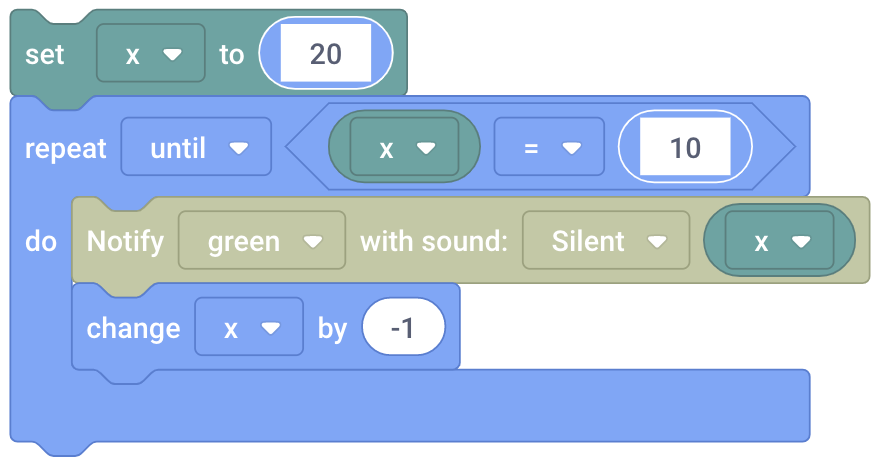 set x to 20
repeat until x = 10
do Notify green with sound: Silent x
change x by -1